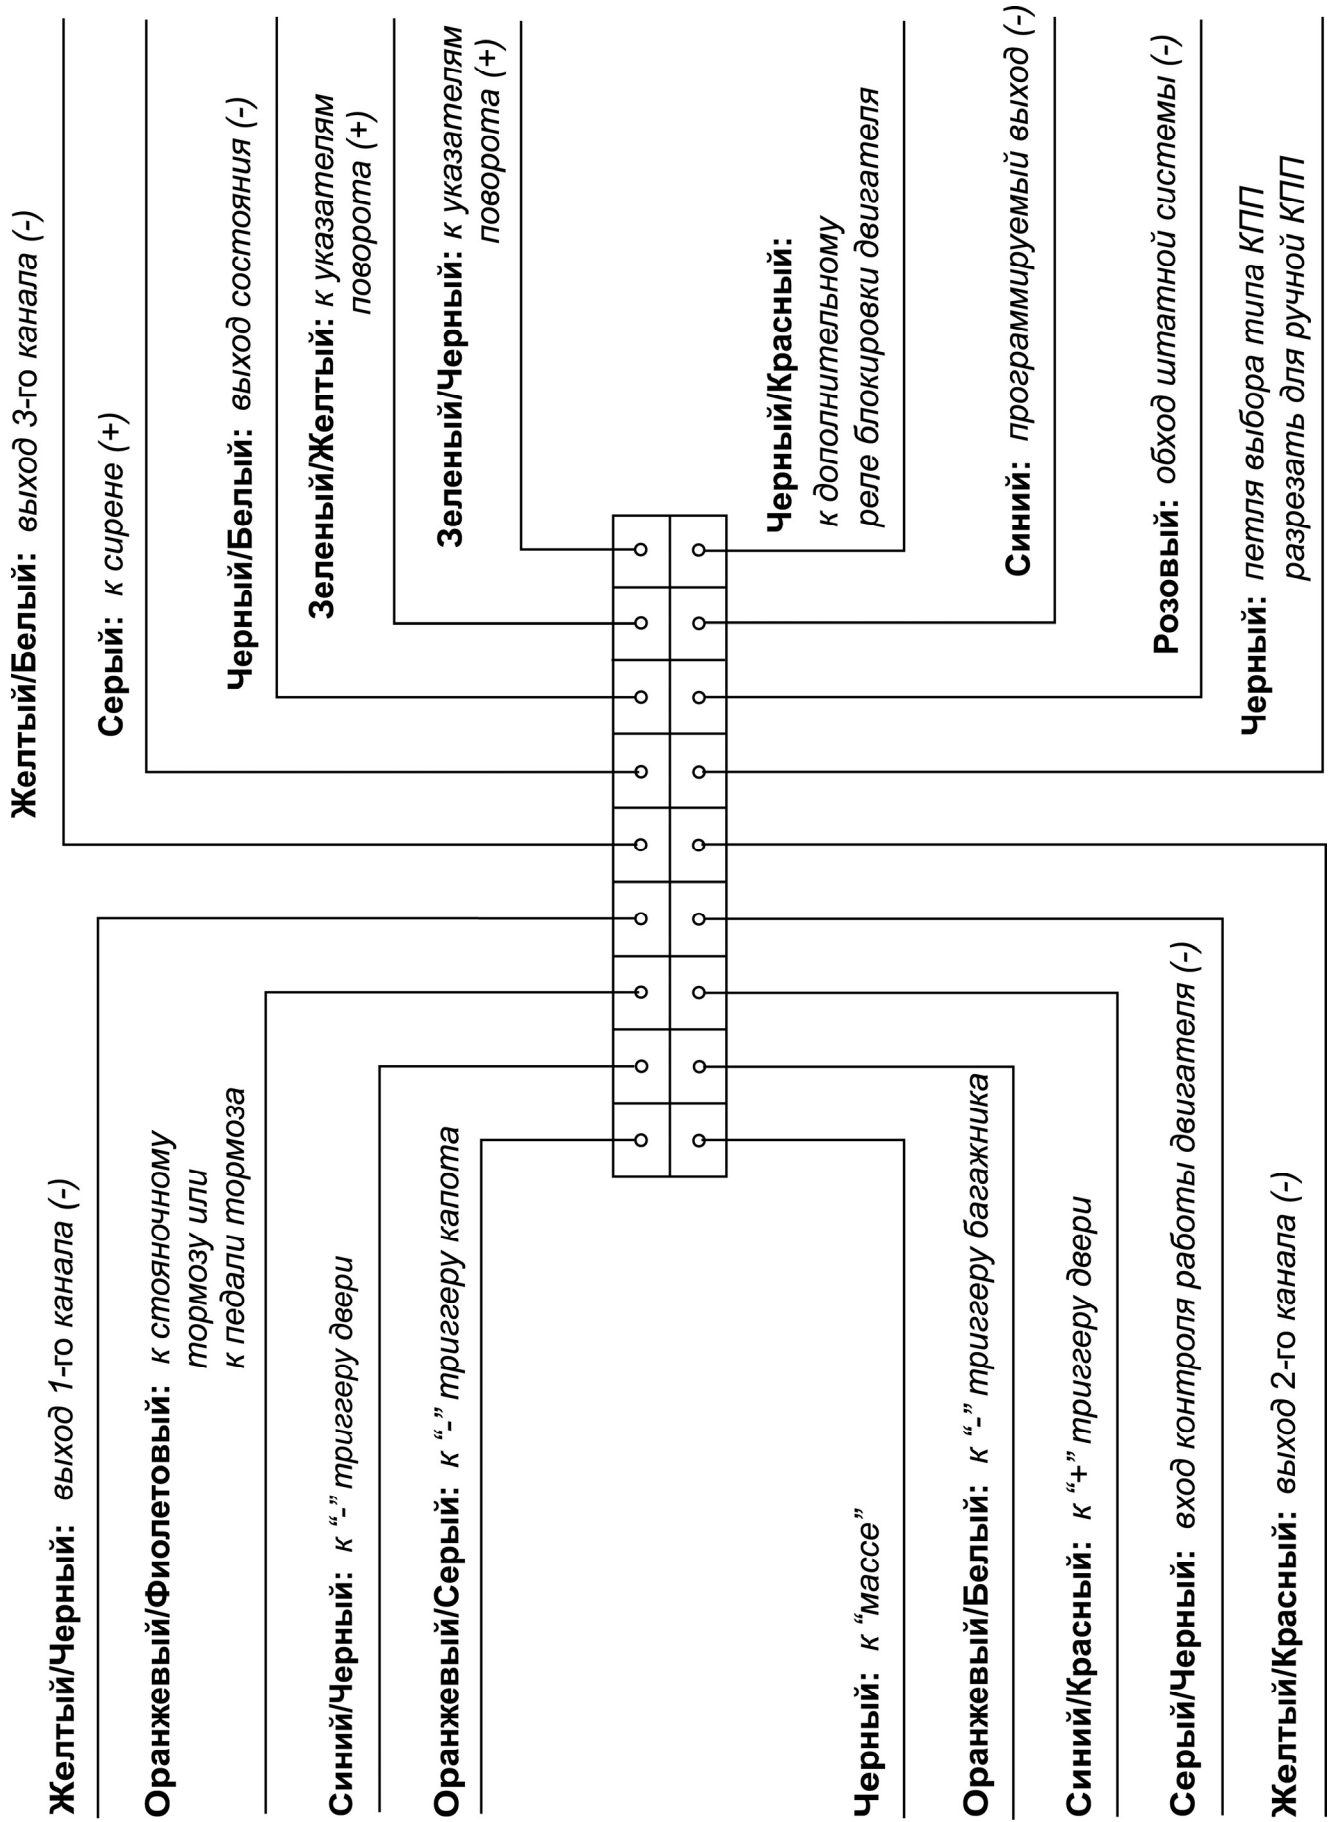 Желтый/Черный: выход 1-го канала (-)
Оранжевый/Фиолетовый: к стояночному
тормозу или
к педали тормоза
Синий/Черный: к “-” триггеру двери
Оранжевый/Серый: к “-” триггеру капота
Черный: к “массе”
Оранжевый/Белый: к “-” триггеру багажника
Синий/Красный: к “+” триггеру двери
Серый/Черный: вход контроля работы двигателя (-)
Желтый/Красный: выход 2-го канала (-)
Желтый/Белый: выход 3-го канала (-)
Серый: к сирене (+)
Черный/Белый: выход состояния (-)
Зеленый/Желтый: к указателям
поворота (+)
Зеленый/Черный: к указателям
поворота (+)
Черный/Красный:
к дополнительному
реле блокировки двигателя
Синий: программируемый выход (-)
Розовый: обход штатной системы (-)
Черный: петля выбора типа КПП
разрезать для ручной КПП